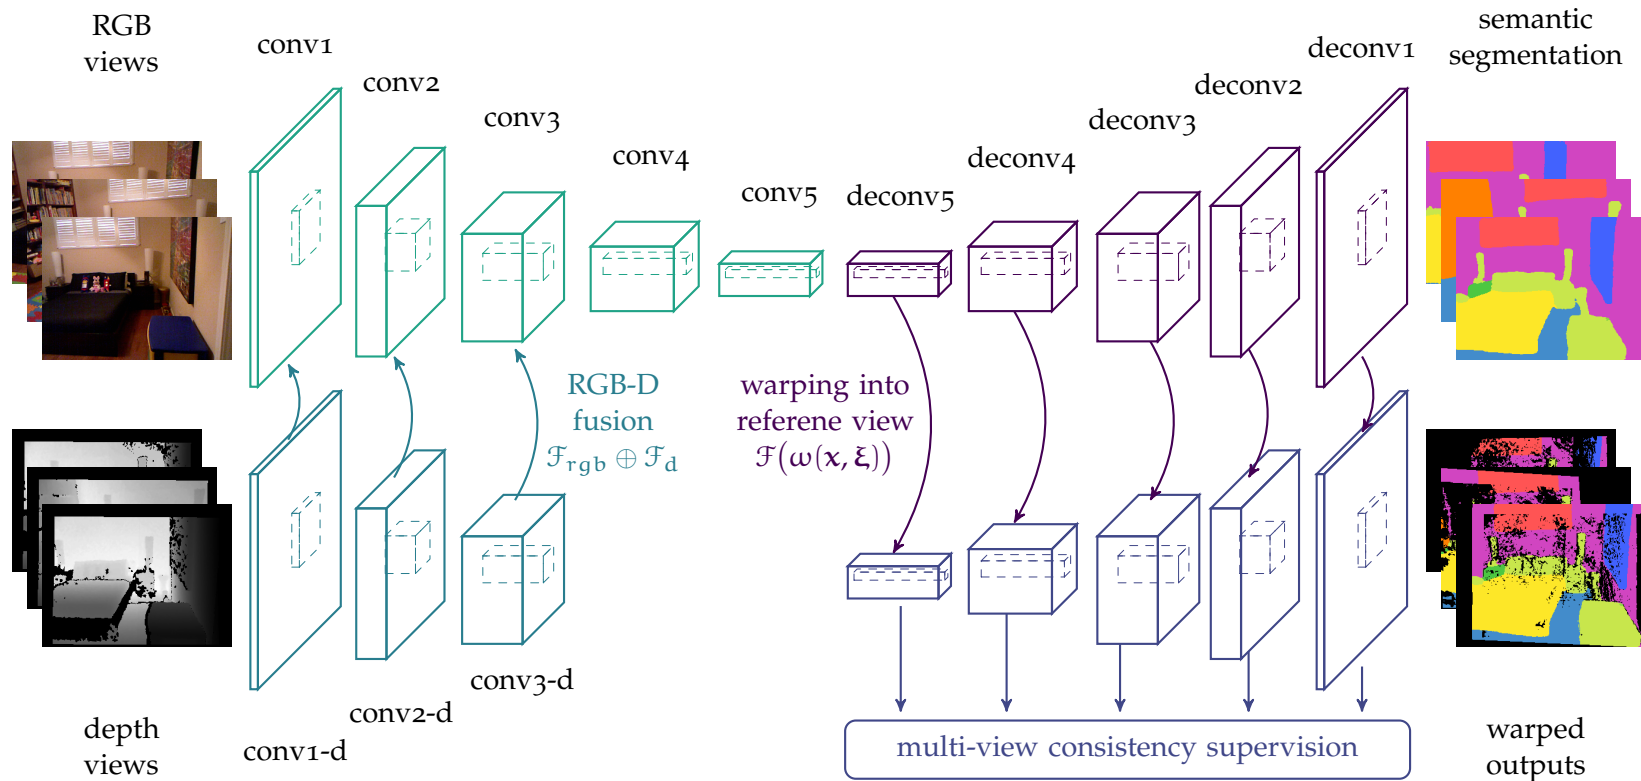 RGB
views
conv1
conv2
conv3
conv4
conv5
deconv5
deconv4
deconv3
deconv2
deconv1
semantic
segmentation
RGB-D
fusion
ℱrgb ⊕ ℱd
warping into
referene view
ℱ(ω(x, ξ))
depth
views
conv1-d
conv2-d
conv3-d
multi-view consistency supervision
warped
outputs